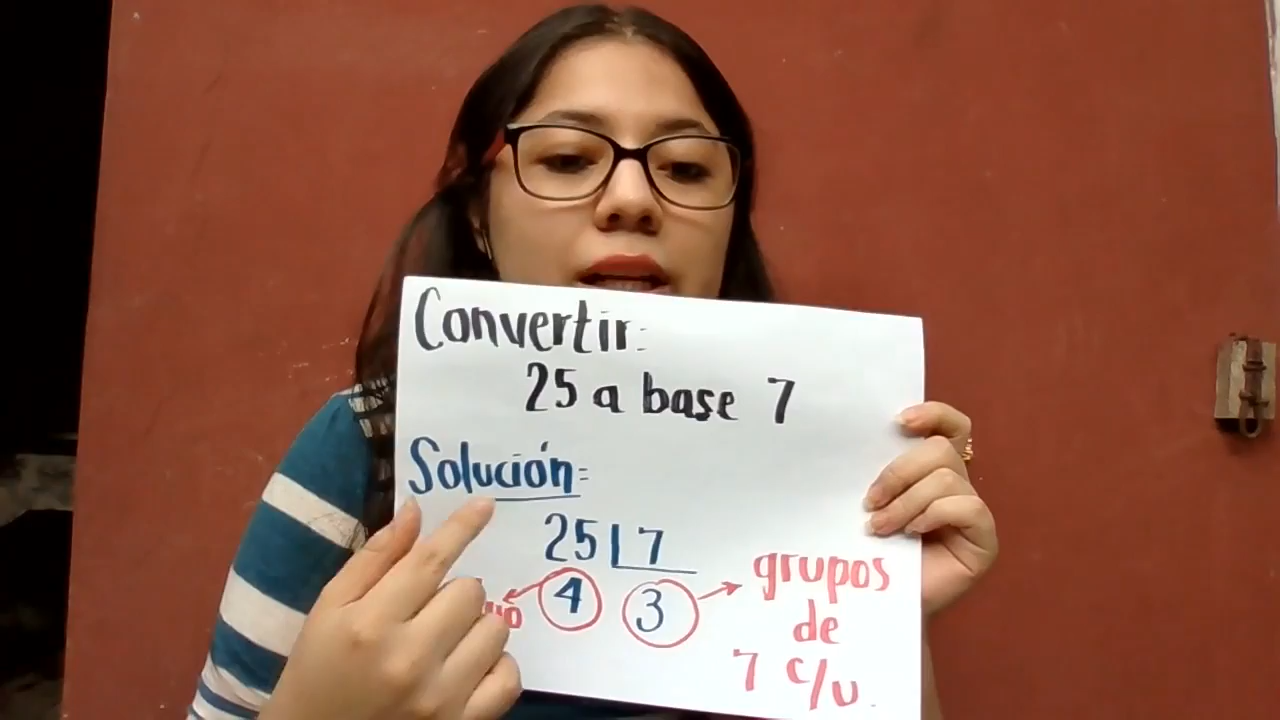 Convertir:
25 a base 7
Solución:
25 7
4 3
grupos
de
7 c/u.